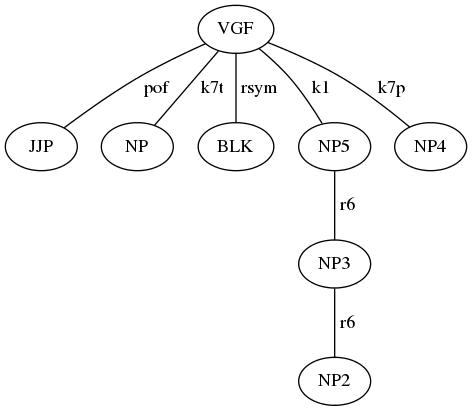 VGF
pof k7t rsym k1 k7p
JJP NP BLK NP5 NP4
r6
NP3
r6
NP2